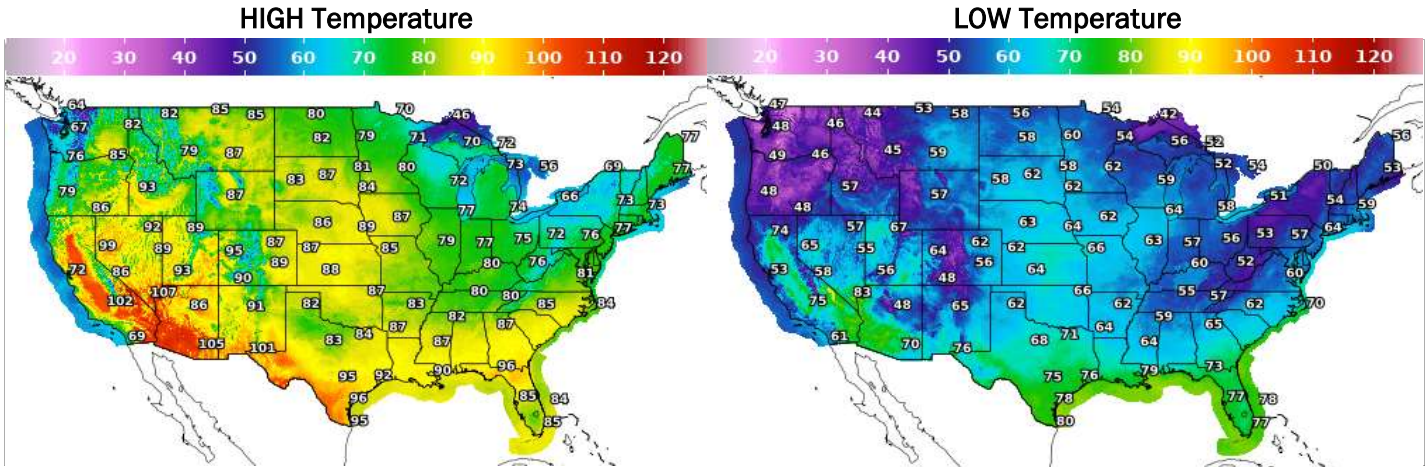 HIGH Temperature LOW Temperature
20 30 40 50 60 70 80 90 100 110 120 20 30 40 50 60 70 80 90 100 110 120
64 82 85 85 80 70 46 47 44 53 58 56 54 42
67 82 82 79 71 70 72 77 48 46 58 60 54 56 52 56
76 85 79 87 81 80 73 56 69 77 49 46 45 59 58 62 52 54 50 53
79 93 87 83 87 84 72 66 73 73 48 57 57 58 62 62 59 51 54 59
86 86 87 77 74 77 48 63 62 64 58 64
92 89 89 79 77 75 72 76 74 57 67 64 63 57 56 53 57
99 89 95 87 87 85 76 65 55 64 62 62 66 52
72 86 93 90 89 88 80 81 53 58 56 48 56 64 60 60
102 107 86 91 82 87 83 80 80 85 84 75 83 48 65 62 66 62 55 57 62 70
69 105 101 83 84 87 82 87 87 61 70 76 68 71 64 59 64 65
95 92 90 96 75 76 79 73
96 85 84 78 77 78
95 85 80 77